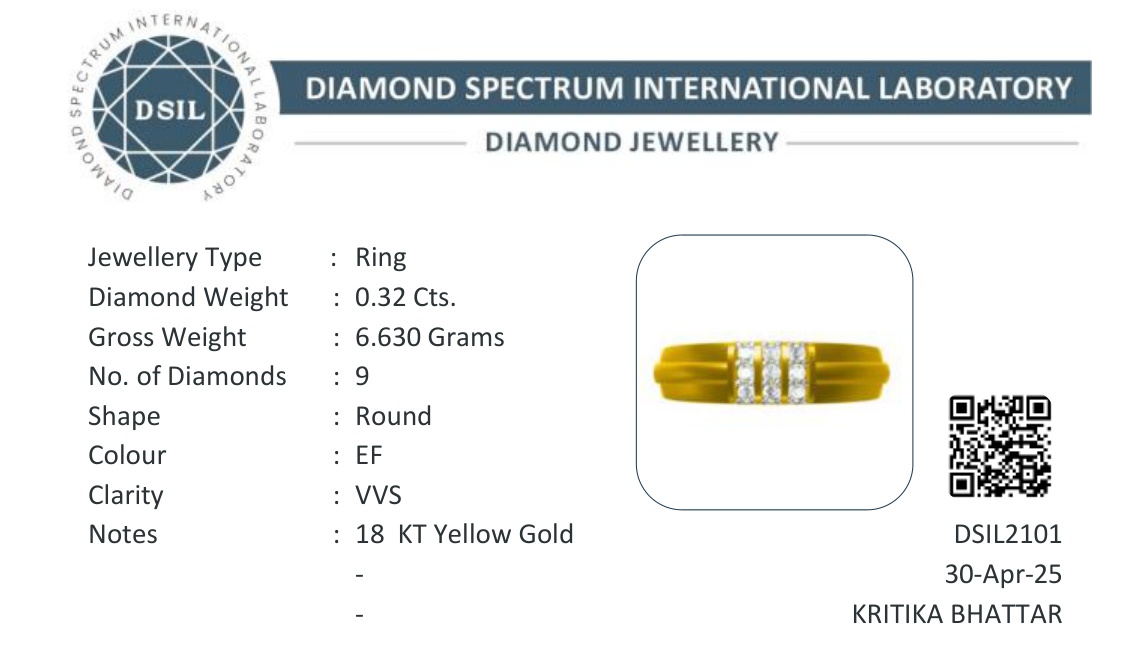 DIAMOND SPECTRUM INTERNATIONAL LABORATORY
DSIL
DIAMOND SPECTRUM INTERNATIONAL LABORATORY
DIAMOND JEWELLERY
Jewellery Type : Ring
Diamond Weight : 0.32 Cts.
Gross Weight : 6.630 Grams
No. of Diamonds : 9
Shape : Round
Colour : EF
Clarity : VVS
Notes : 18 KT Yellow Gold
-
-
DSIL2101
30-Apr-25
KRITIKA BHATTAR